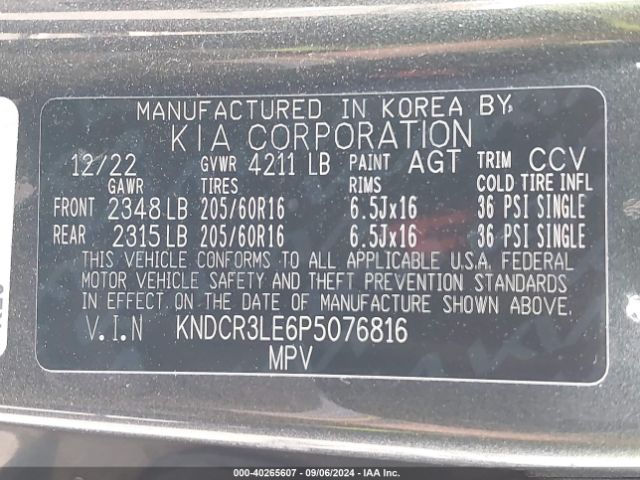 MANUFACTURED IN KOREA BY
KIA CORPORATION
12/22 GVWR 4211 LB PAINT AGT TRIM CCV
GAWR TIRES RIMS COLD TIRE INFL
FRONT 2348 LB 205/60R16 6.5Jx16 36 PSI SINGLE
REAR 2315 LB 205/60R16 6.5Jx16 36 PSI SINGLE
THIS VEHICLE CONFORMS TO ALL APPLICABLE U.S.A. FEDERAL
MOTOR VEHICLE SAFETY AND THEFT PREVENTION STANDARDS
IN EFFECT ON THE DATE OF MANUFACTURE SHOWN ABOVE.
V.I.N KNDCR3LE6P5076816
MPV
000-40265607 - 09/06/2024 - IAA Inc.